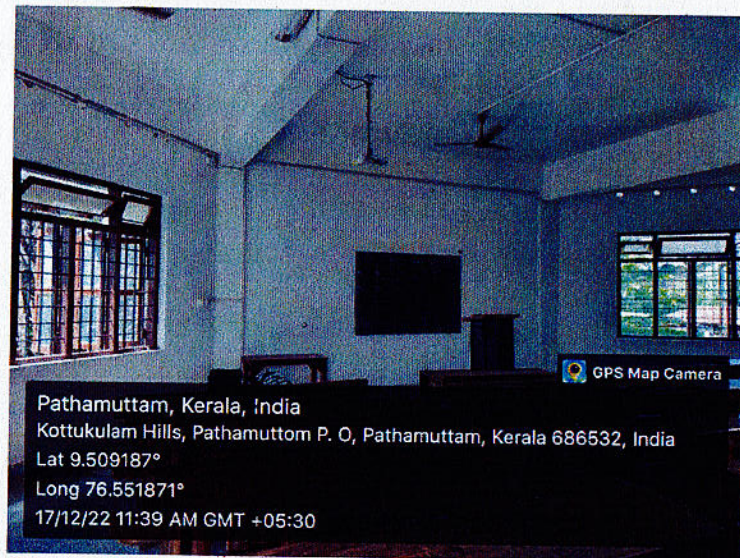 GPS Map Camera
Pathamuttam, Kerala, India
Kottukulam Hills, Pathamuttom P. O, Pathamuttam, Kerala 686532, India
Lat 9.509187°
Long 76.551871°
17/12/22 11:39 AM GMT +05:30